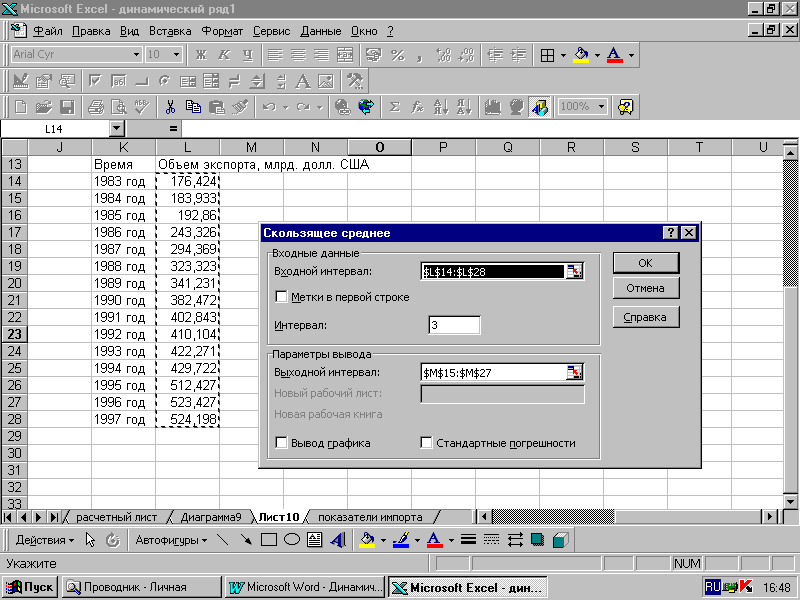 Microsoft Excel - динамический ряд1
Файл Правка Вид Вставка Формат Сервис Данные Окно ?
Arial Cyr 10 Ж К Ч
100%
L14 =
J K L M N O P Q R S T U
13 Время Объем экспорта, млрд. долл. США
14 1983 год 176,424
15 1984 год 183,933
16 1985 год 192,86
17 1986 год 243,326
18 1987 год 294,369
19 1988 год 323,323
20 1989 год 341,231
21 1990 год 382,472
22 1991 год 402,843
23 1992 год 410,104
24 1993 год 422,271
25 1994 год 429,722
26 1995 год 512,427
27 1996 год 523,427
28 1997 год 524,198
29
30
31
32
33
Скользящее среднее
Входные данные
Входной интервал: $L$14:$L$28
Метки в первой строке
Интервал: 3
Параметры вывода
Выходной интервал: $M$15:$M$27
Новый рабочий лист:
Новая рабочая книга
Вывод графика Стандартные погрешности
ОК
Отмена
Справка
расчетный лист Диаграмма9 Лист10 показатели импорта
Действия Автофигуры
Укажите NUM
Пуск Проводник - Личная Microsoft Word - Динамич... Microsoft Excel - дин... RU 16:48